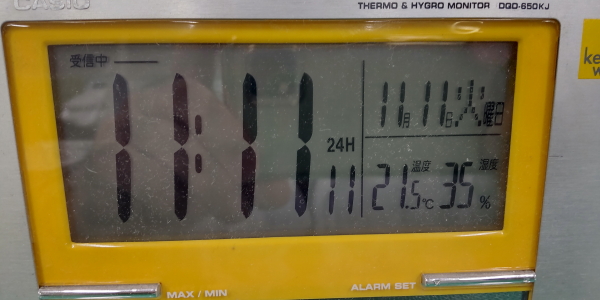 CASIO
THERMO & HYGRO MONITOR DQD-650KJ
受信中
11:11
24H
11
11月11日火曜日
温度 湿度
21.5℃ 35%
MAX / MIN
ALARM SET